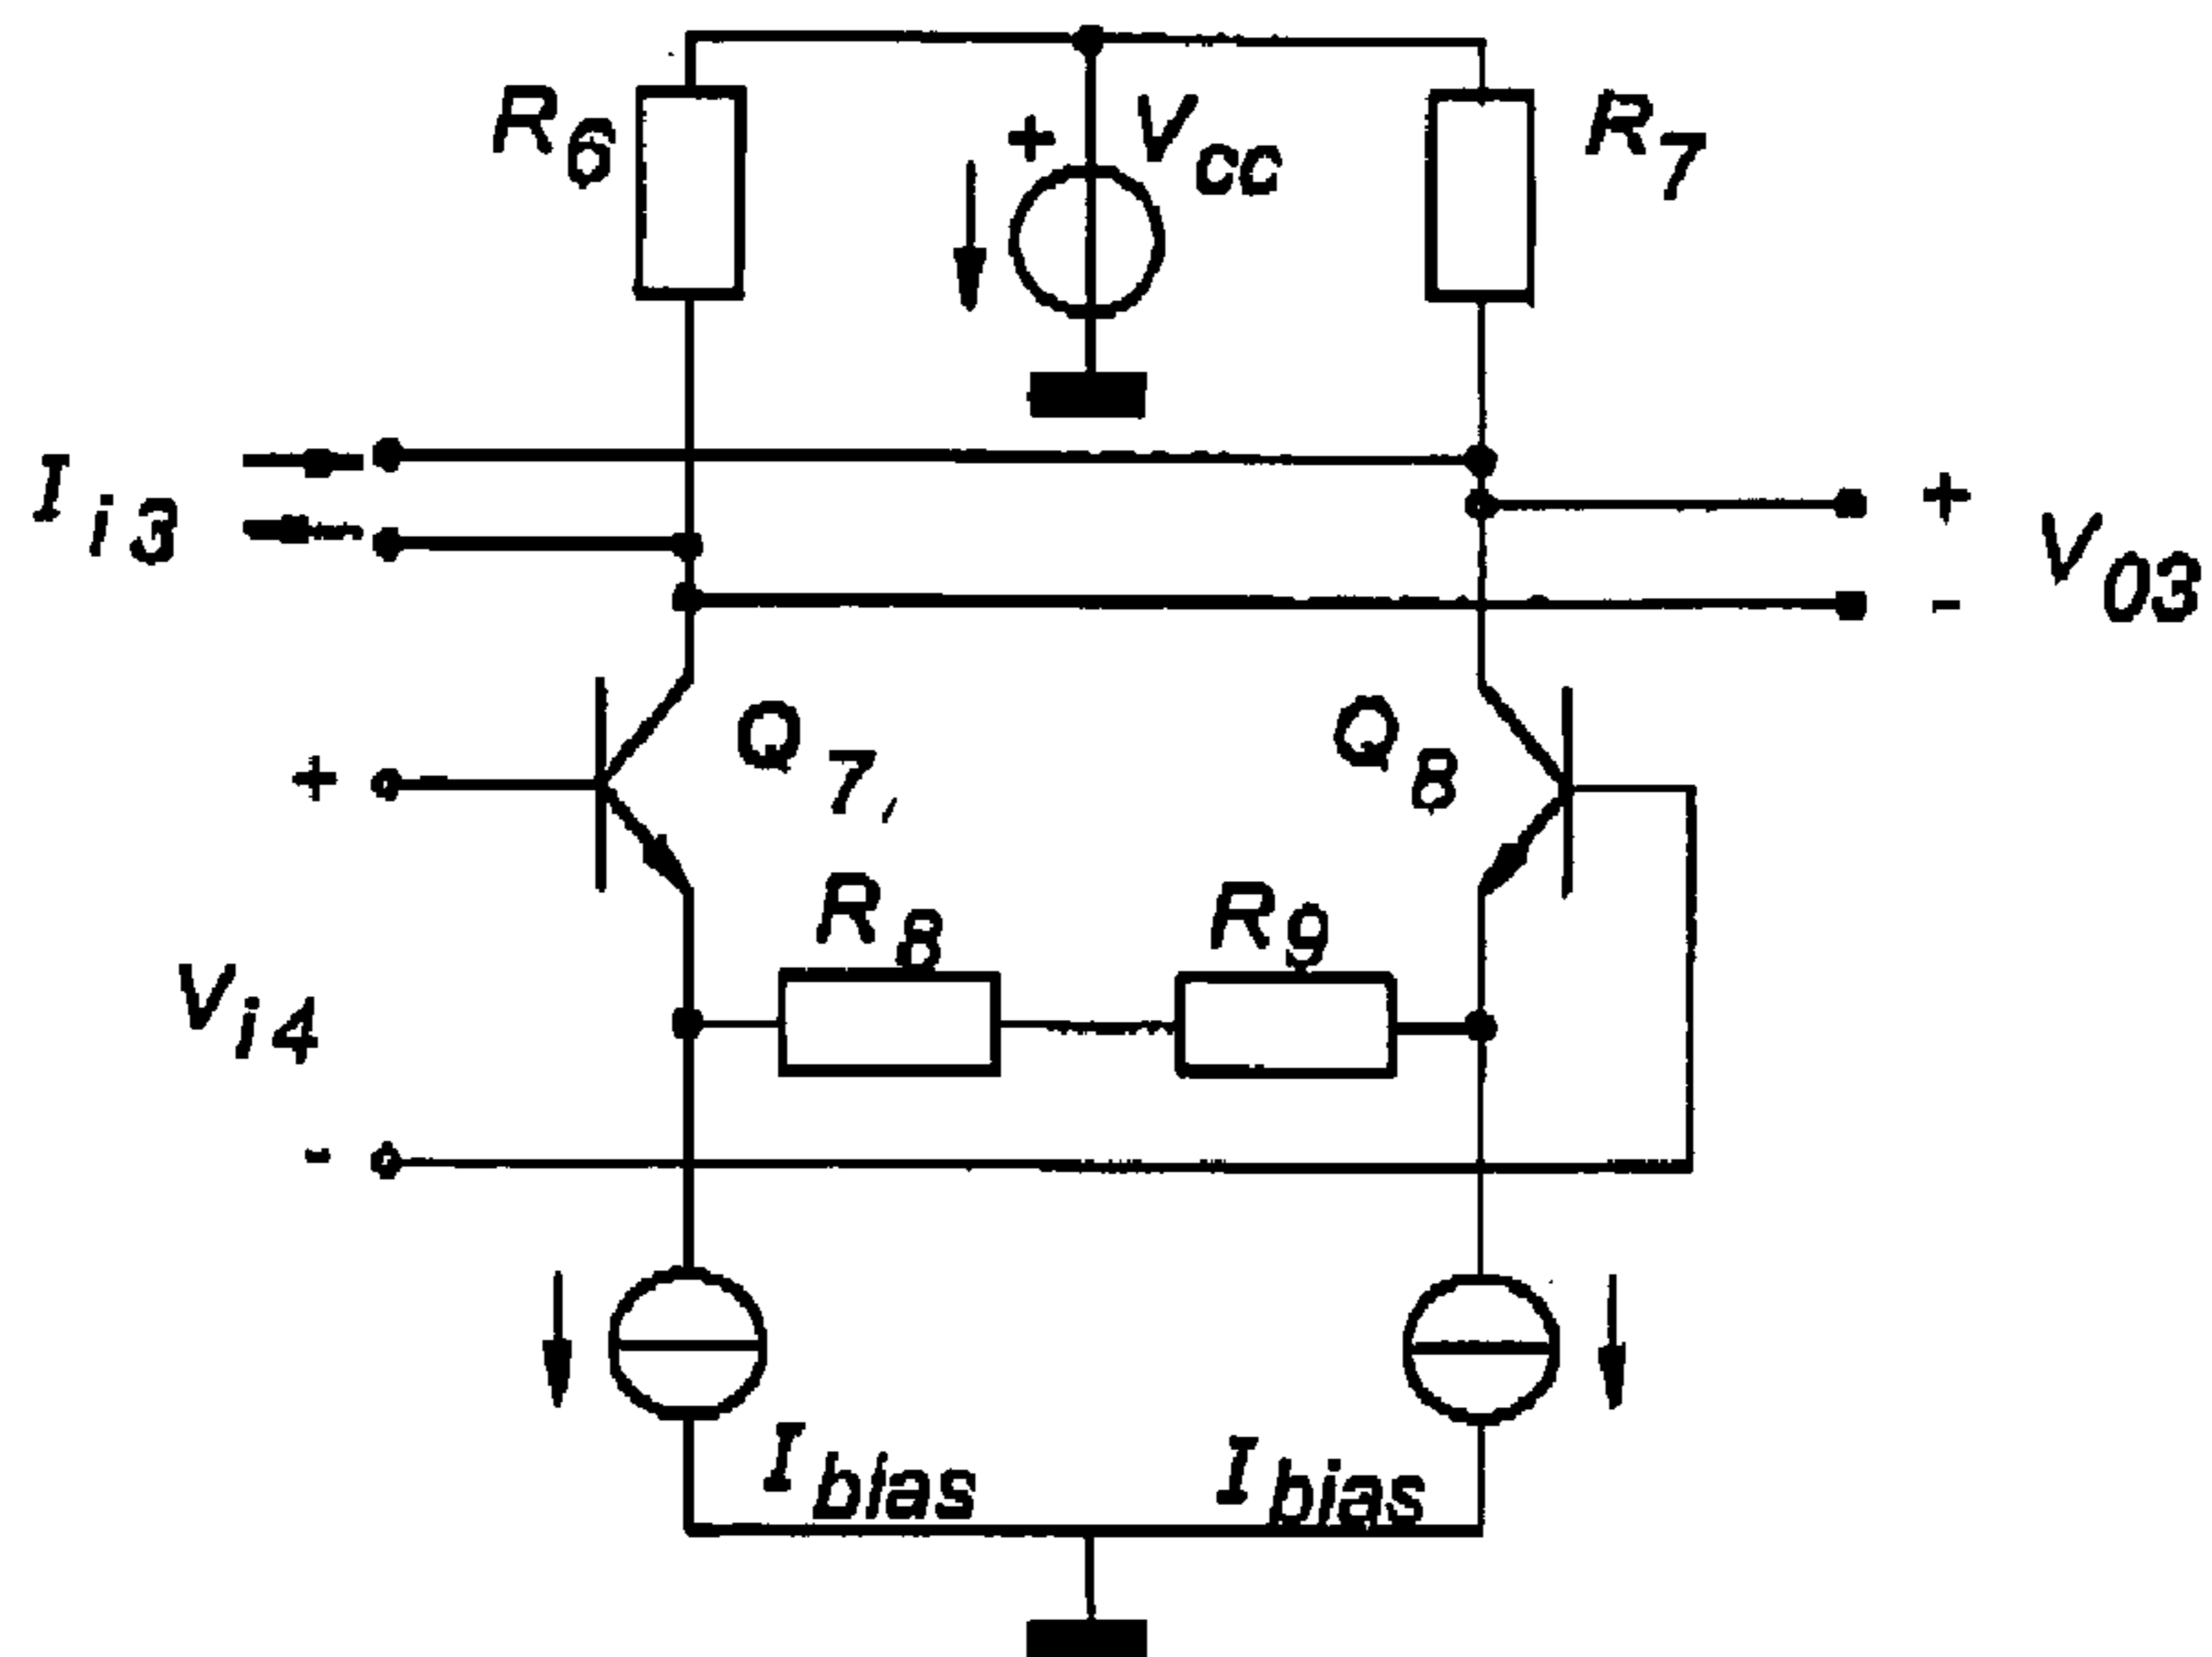 R6
+
Vcc
R7
Ii3
+
V03
-
Q7
Q8
+
R8
R9
Vi4
-
Ibias
Ibias